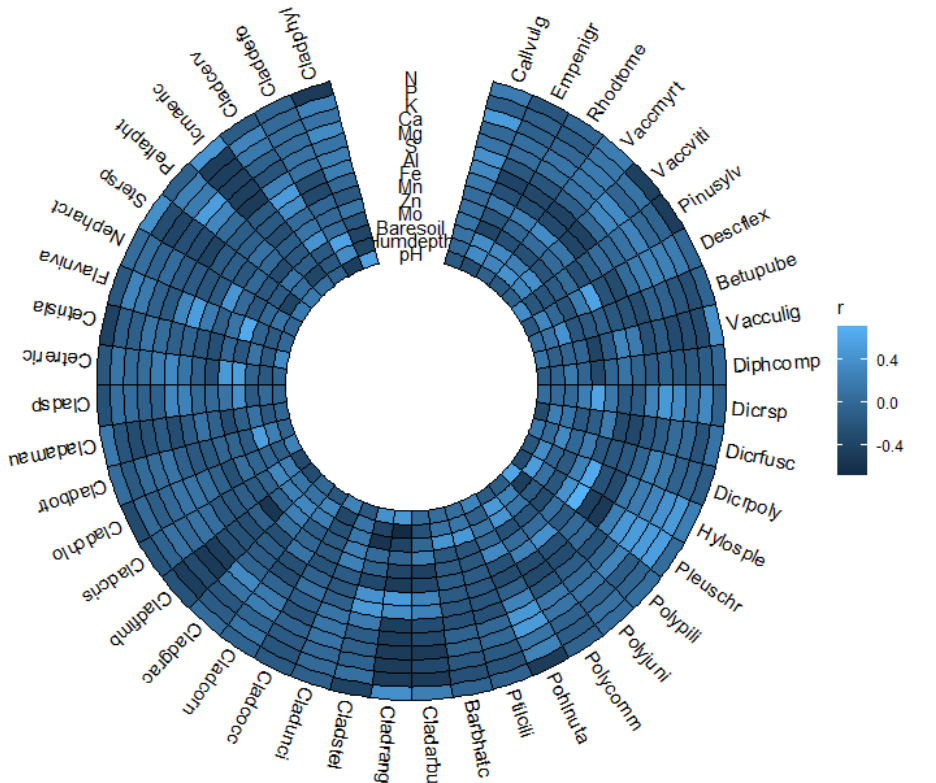 Callvulg
Empenigr
Rhodtome
Vaccmyrt
Vaccviti
Pinusylv
Descflex
Betupube
Vacculig
Diphcomp
Dicrsp
Dicrfusc
Dicrpoly
Hylosple
Pleuschr
Polypili
Polyjuni
Polycomm
Pohlnuta
Ptilcili
Barbhatc
Cladarbu
Cladrang
Cladstel
Cladunci
Cladcocc
Cladcorn
Cladgrac
Cladfimb
Cladcris
Cladchlo
Cladbotr
Cladamau
Cladsp
Cetreric
Cetrisla
Flavniva
Nepharct
Stersp
Peltapht
Icmaeric
Cladcerv
Claddefo
Cladphyl
N
P
K
Ca
Mg
S
Al
Fe
Mn
Zn
Mo
Baresoil
Humdepth
pH
r
0.4
0.0
-0.4